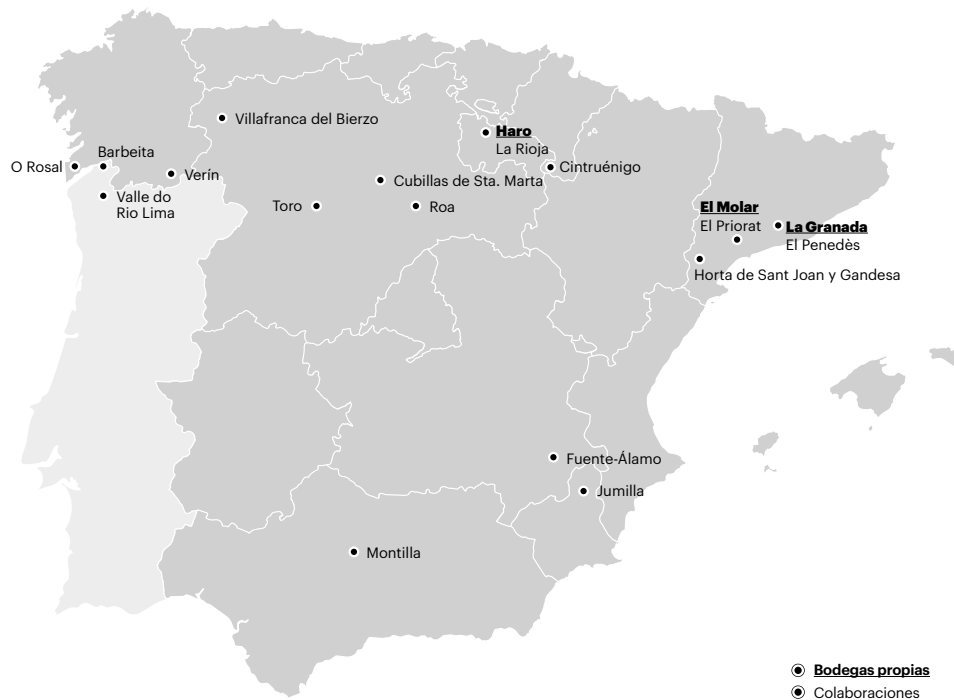 Villafranca del Bierzo
Haro
La Rioja
O Rosal
Barbeita
Verín
Cintruénigo
Cubillas de Sta. Marta
Valle do
Rio Lima
Toro
Roa
El Molar
El Priorat
La Granada
El Penedès
Horta de Sant Joan y Gandesa
Fuente-Álamo
Jumilla
Montilla
Bodegas propias
Colaboraciones